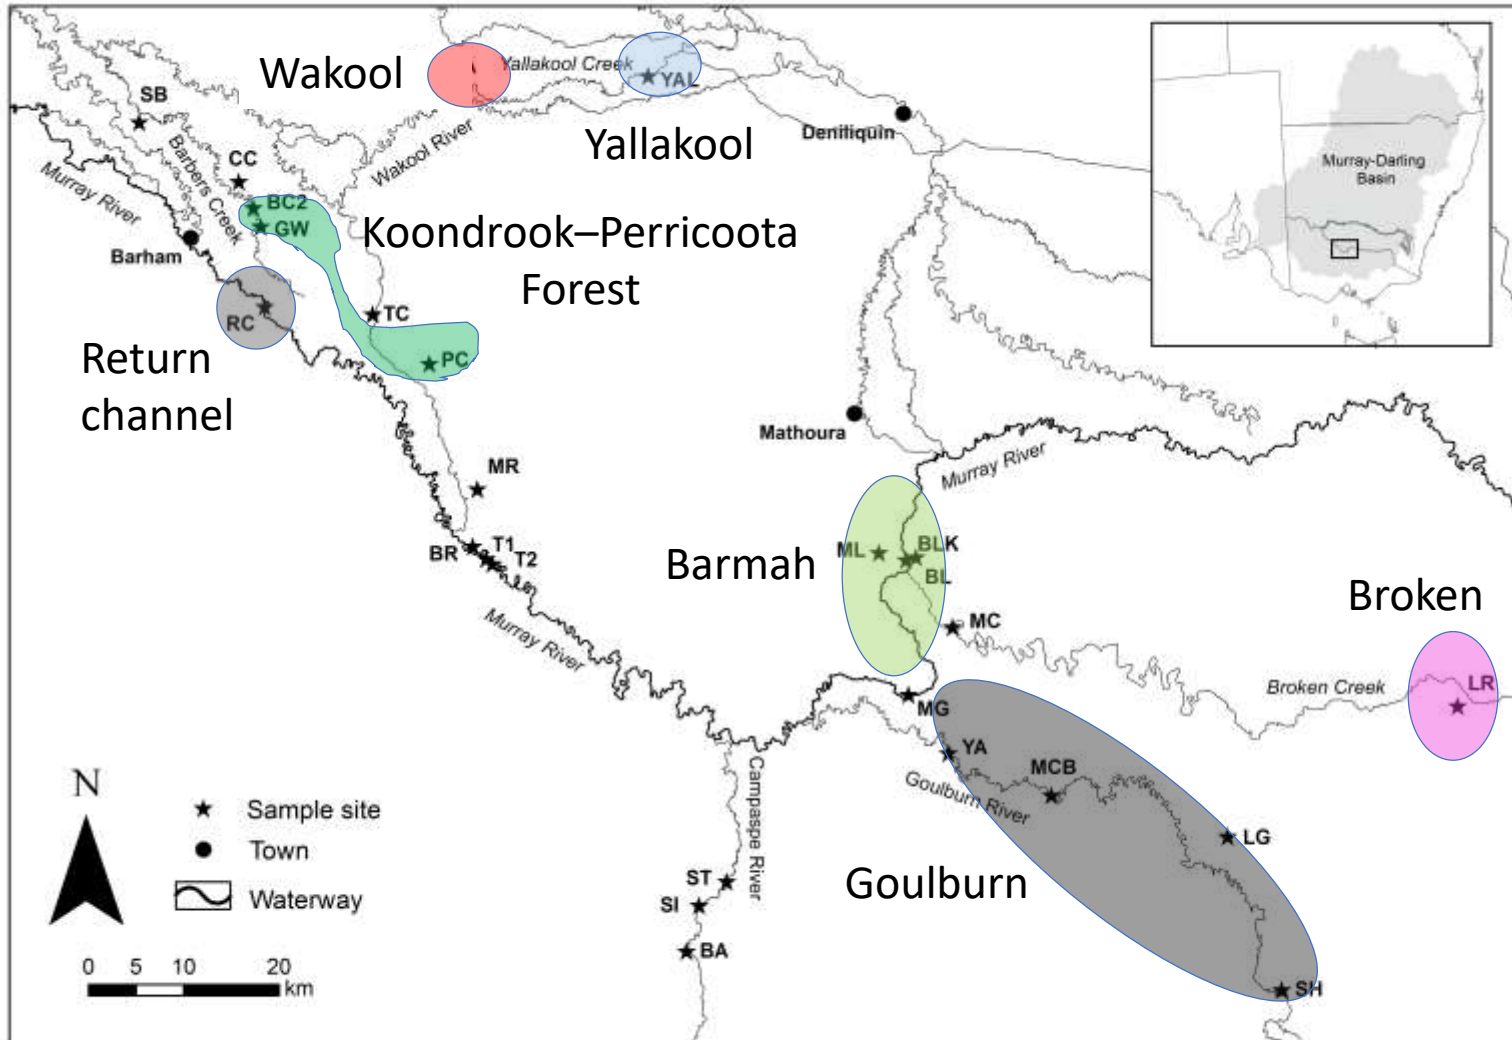 Wakool
Yallakool Creek
YAL
SB
Wakool River
Yallakool
Deniliquin
Murray-Darling
Basin
CC
Barbers Creek
Murray River
BC2
GW
Barham
Koondrook–Perricoota
Forest
RC
TC
PC
Return
channel
Mathoura
Murray River
MR
BR
T1
T2
ML
BLK
BL
Barmah
MC
Broken
Murray River
Broken Creek
LR
MG
YA
MCB
Goulburn River
LG
Campaspe River
Goulburn
ST
SI
BA
SH
N
Sample site
Town
Waterway
0 5 10 20
km